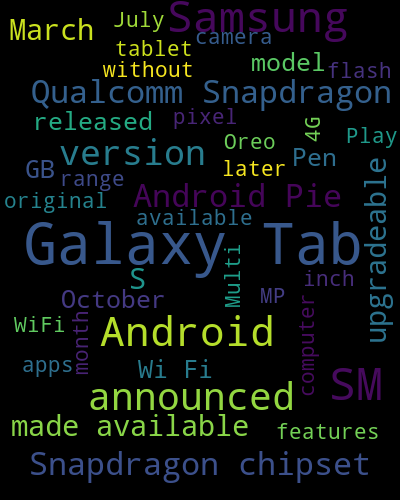 Samsung
July
March
camera
tablet
without
model
flash
Qualcomm Snapdragon
released
pixel
4G
Play
Oreo
version
Pen
later
GB
range
Android Pie
original
available
upgradeable
Galaxy Tab
Multi
S
inch
October
MP
computer
WiFi
month
Android
apps
Wi Fi
SM
announced
made available
features
Snapdragon chipset